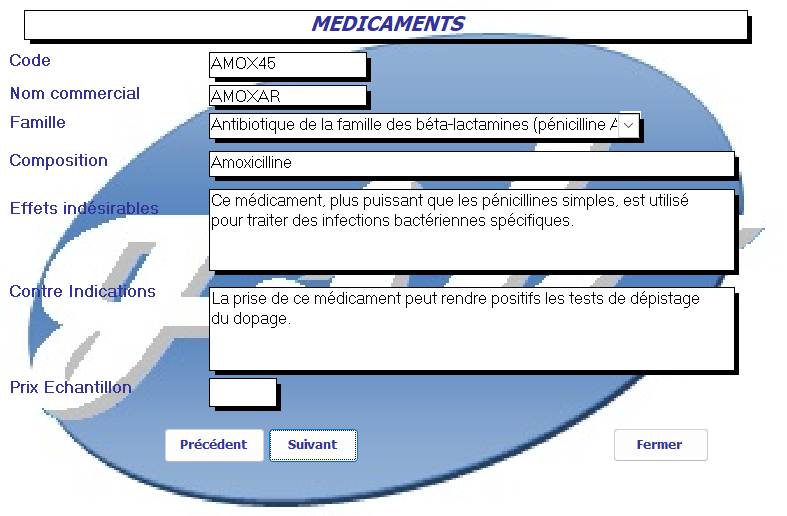 MEDICAMENTS
Code AMOX45
Nom commercial AMOXAR
Famille Antibiotique de la famille des béta-lactamines (pénicilline A
Composition Amoxicilline
Effets indésirables Ce médicament, plus puissant que les pénicillines simples, est utilisé
pour traiter des infections bactériennes spécifiques.
Contre Indications La prise de ce médicament peut rendre positifs les tests de dépistage
du dopage.
Prix Echantillon
Précédent Suivant Fermer